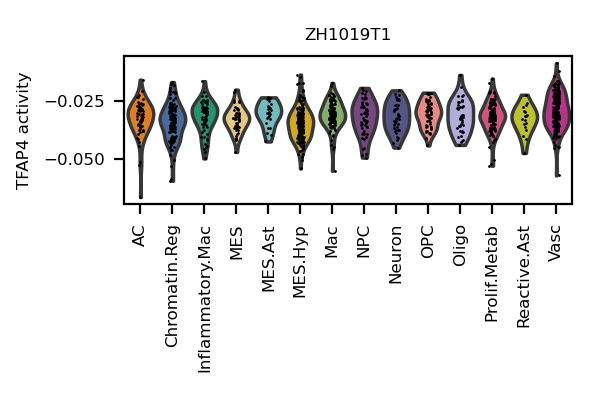 ZH1019T1
TFAP4 activity
−0.025
−0.050
AC
Chromatin.Reg
Inflammatory.Mac
MES
MES.Ast
MES.Hyp
Mac
NPC
Neuron
OPC
Oligo
Prolif.Metab
Reactive.Ast
Vasc